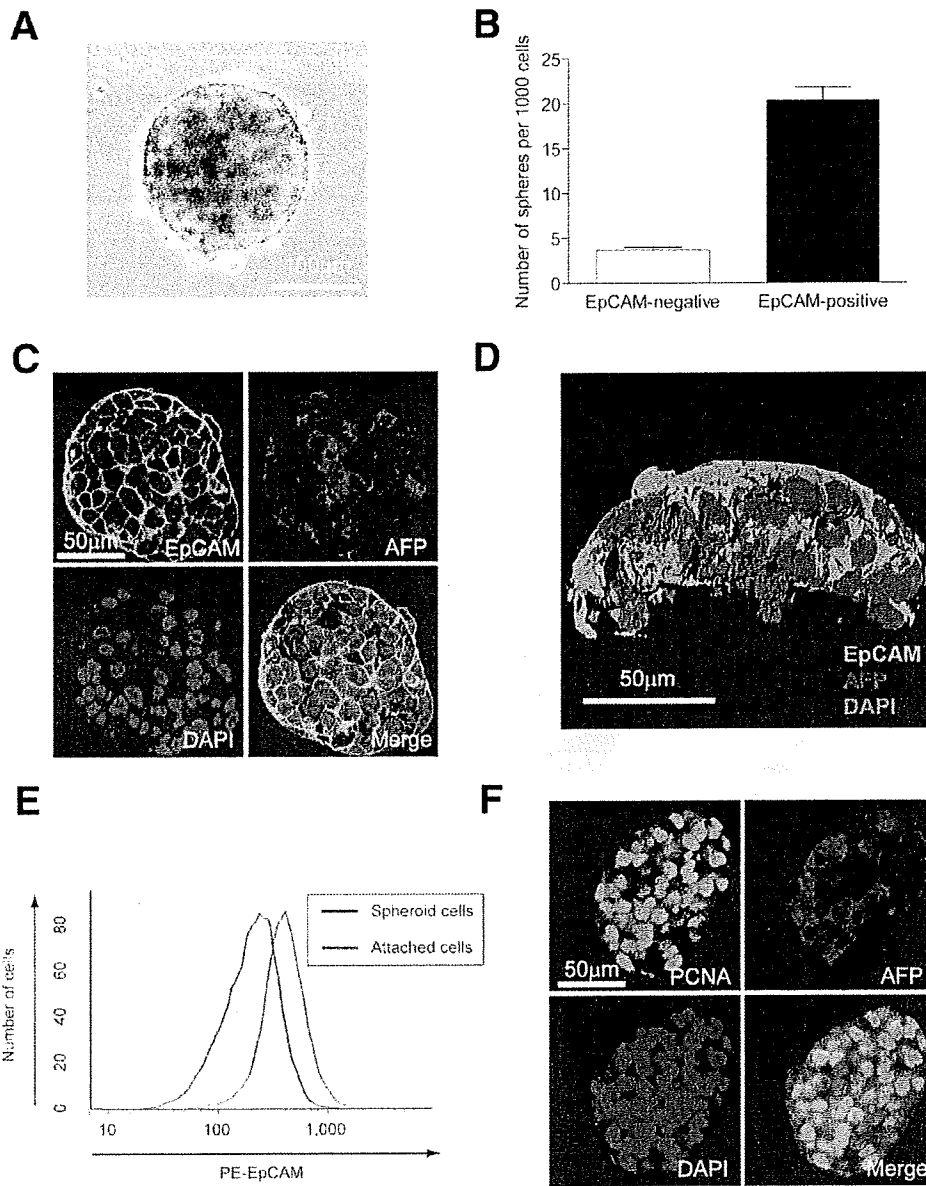 A
100µm
B
Number of spheres per 1000 cells
25
20
15
10
5
0
EpCAM-negative
EpCAM-positive
C
50µm
EpCAM
AFP
DAPI
Merge
D
50µm
EpCAM
AFP
DAPI
E
Number of cells
80
60
40
20
0
10
100
1,000
PE-EpCAM
Spheroid cells
Attached cells
F
50µm
PCNA
AFP
DAPI
Merge